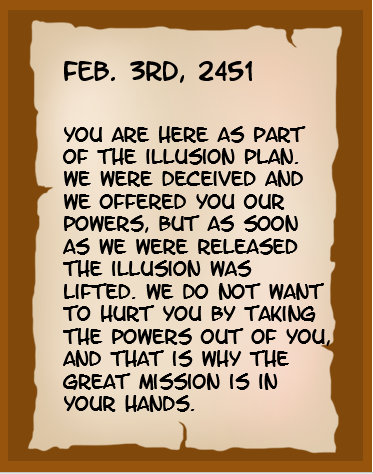 FEB. 3RD, 2451
YOU ARE HERE AS PART
OF THE ILLUSION PLAN.
WE WERE DECEIVED AND
WE OFFERED YOU OUR
POWERS, BUT AS SOON
AS WE WERE RELEASED
THE ILLUSION WAS
LIFTED. WE DO NOT WANT
TO HURT YOU BY TAKING
THE POWERS OUT OF YOU,
AND THAT IS WHY THE
GREAT MISSION IS IN
YOUR HANDS.